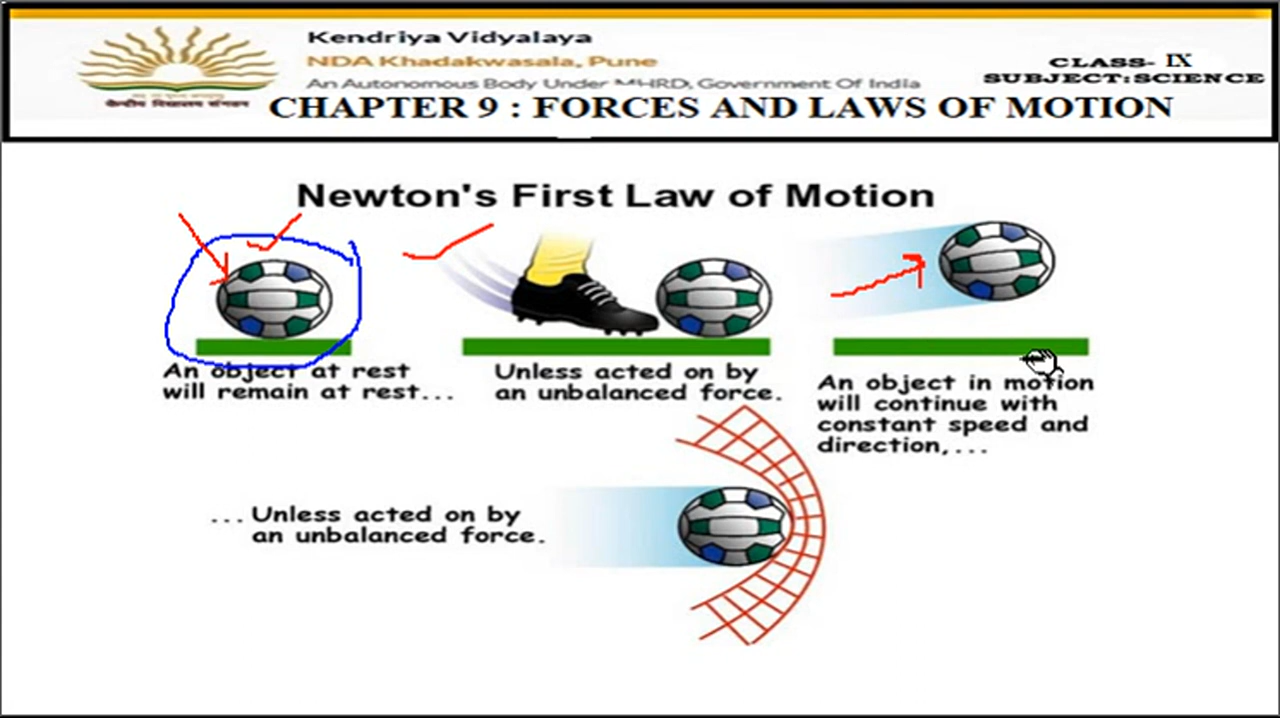 Kendriya Vidyalaya
NDA Khadakwasala, Pune
An Autonomous Body Under MHRD, Government Of India
केन्द्रीय विद्यालय संगठन
CLASS- IX
SUBJECT:SCIENCE
CHAPTER 9 : FORCES AND LAWS OF MOTION
Newton's First Law of Motion
An object at rest
will remain at rest...
Unless acted on by
an unbalanced force.
An object in motion
will continue with
constant speed and
direction,...
... Unless acted on by
an unbalanced force.